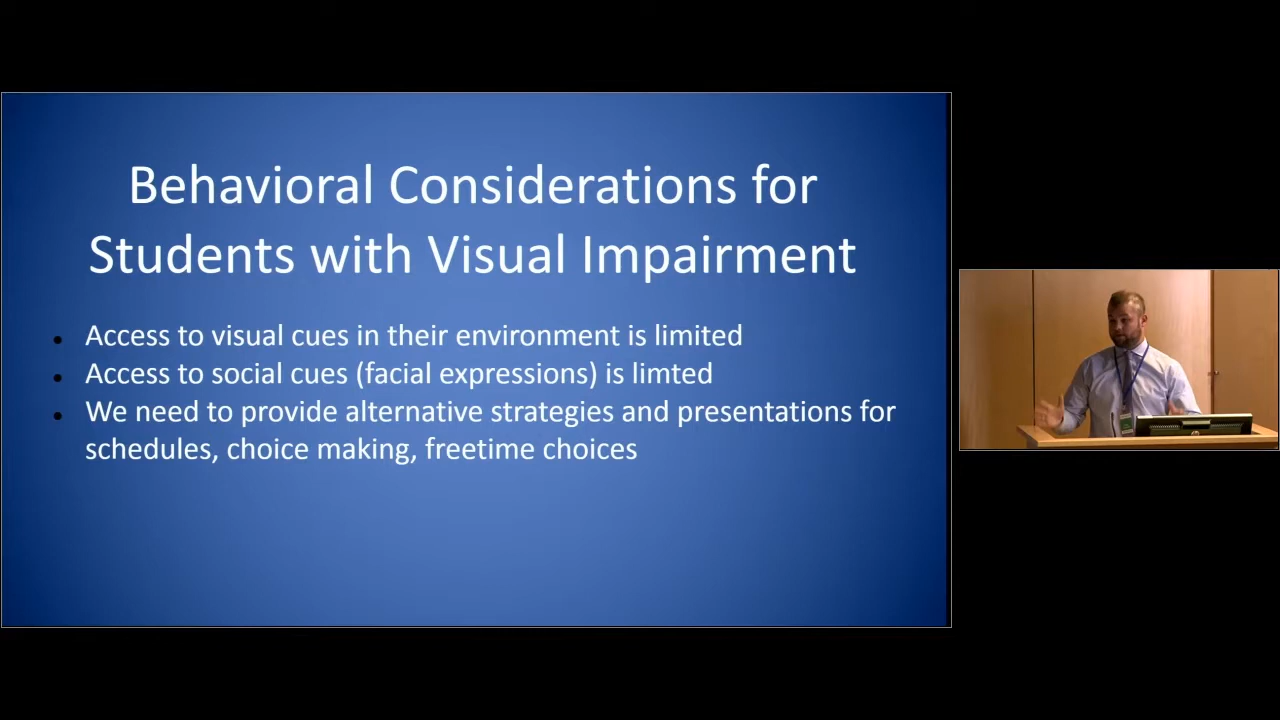 Behavioral Considerations for
Students with Visual Impairment
• Access to visual cues in their environment is limited
• Access to social cues (facial expressions) is limted
• We need to provide alternative strategies and presentations for
schedules, choice making, freetime choices